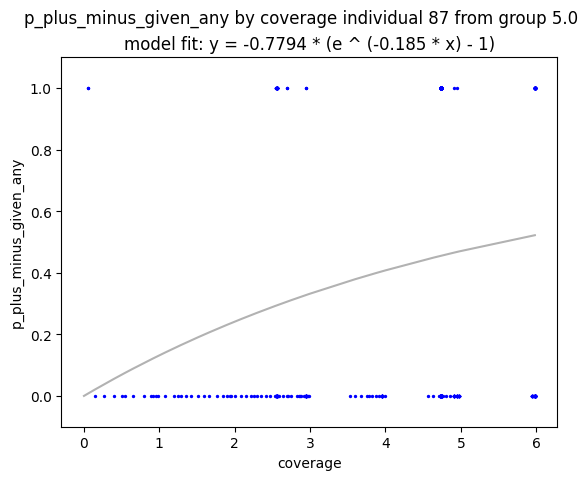 p_plus_minus_given_any by coverage individual 87 from group 5.0
model fit: y = -0.7794 * (e ^ (-0.185 * x) - 1)
1.0
0.8
0.6
0.4
0.2
0.0
p_plus_minus_given_any
0 1 2 3 4 5 6
coverage